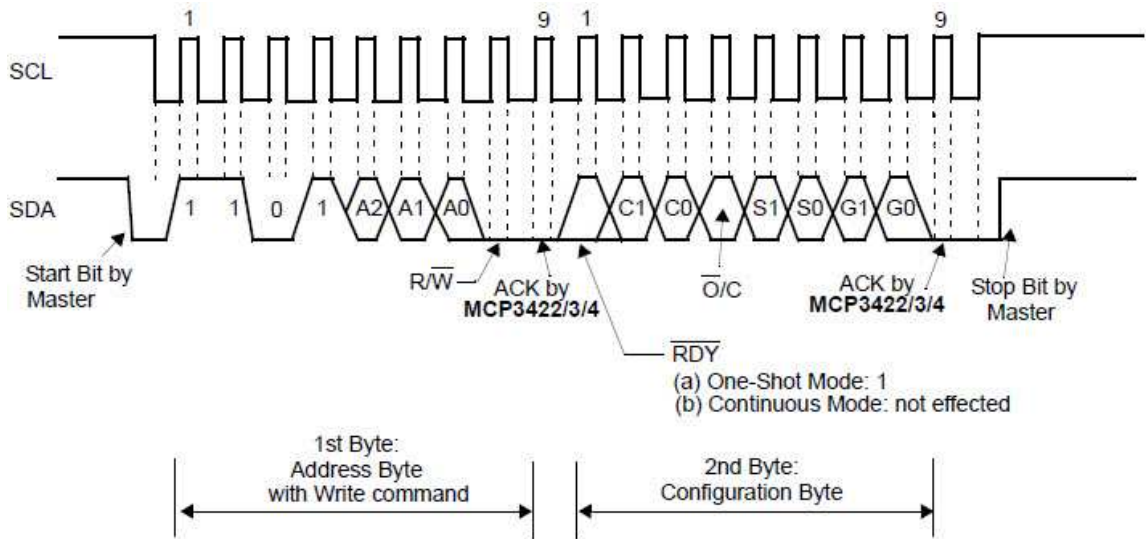 1 9 1 9
SCL
SDA
1 1 0 1 A2 A1 A0 C1 C0 S1 S0 G1 G0
Start Bit by
Master
R/W̅
ACK by
MCP3422/3/4
O̅/C
ACK by
MCP3422/3/4
Stop Bit by
Master
R̅D̅Y̅
(a) One-Shot Mode: 1
(b) Continuous Mode: not effected
1st Byte:
Address Byte
with Write command
2nd Byte:
Configuration Byte